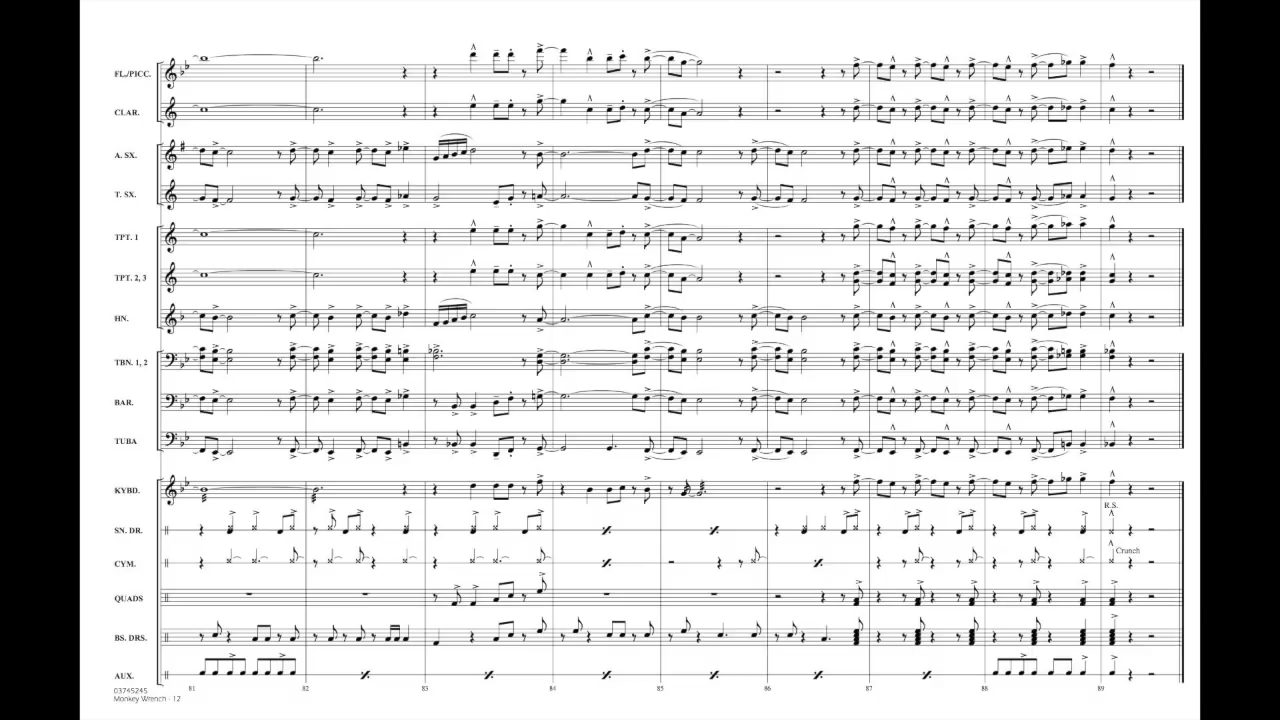 FL./PICC.
CLAR.
A. SX.
T. SX.
TPT. 1
TPT. 2, 3
HN.
TBN. 1, 2
BAR.
TUBA
KYBD.
R.S.
SN. DR.
Crunch
CYM.
QUADS
BS. DRS.
AUX.
81 82 83 84 85 86 87 88 89
03745245
Monkey Wrench - 12